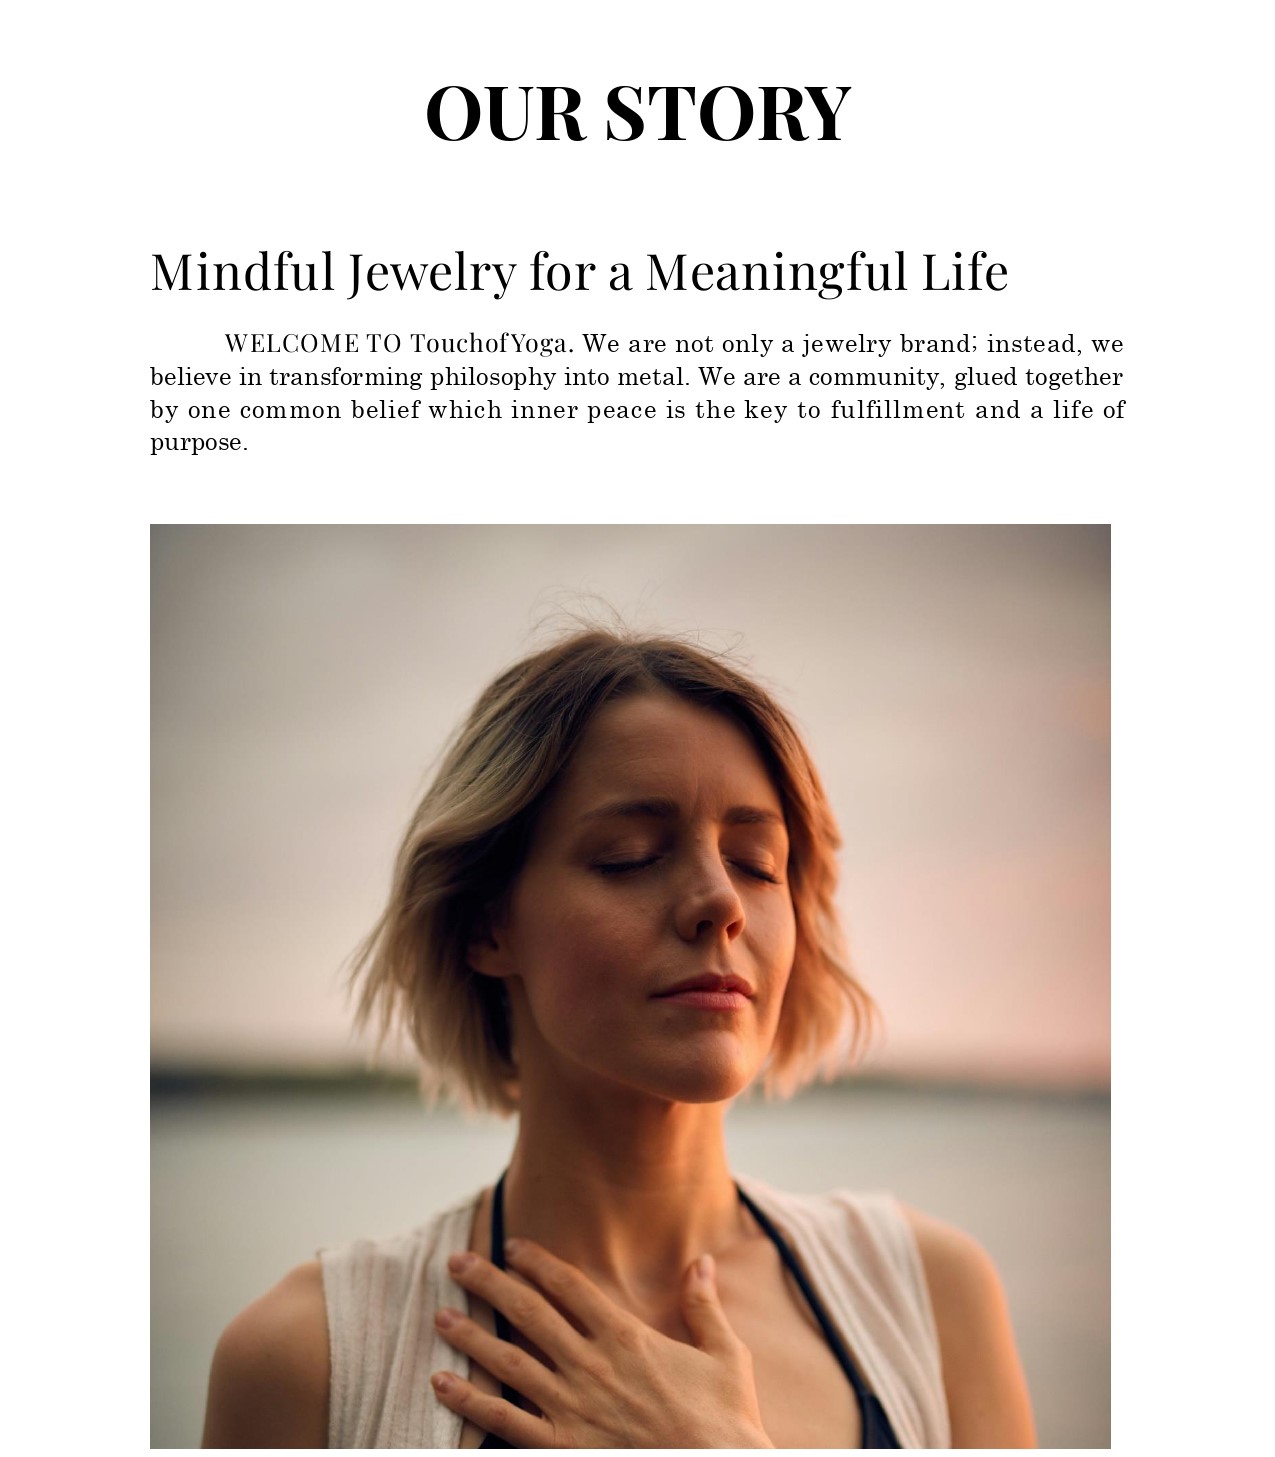 OUR STORY
Mindful Jewelry for a Meaningful Life
WELCOME TO TouchofYoga. We are not only a jewelry brand; instead, we
believe in transforming philosophy into metal. We are a community, glued together
by one common belief which inner peace is the key to fulfillment and a life of
purpose.